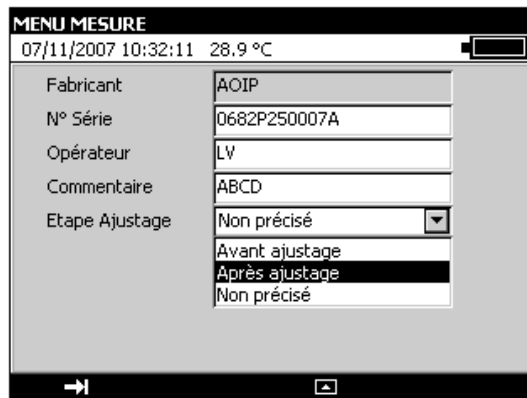 MENU MESURE
07/11/2007 10:32:11 28.9 °C
Fabricant AOIP
N° Série 0682P250007A
Opérateur LV
Commentaire ABCD
Etape Ajustage Non précisé
Avant ajustage
Après ajustage
Non précisé